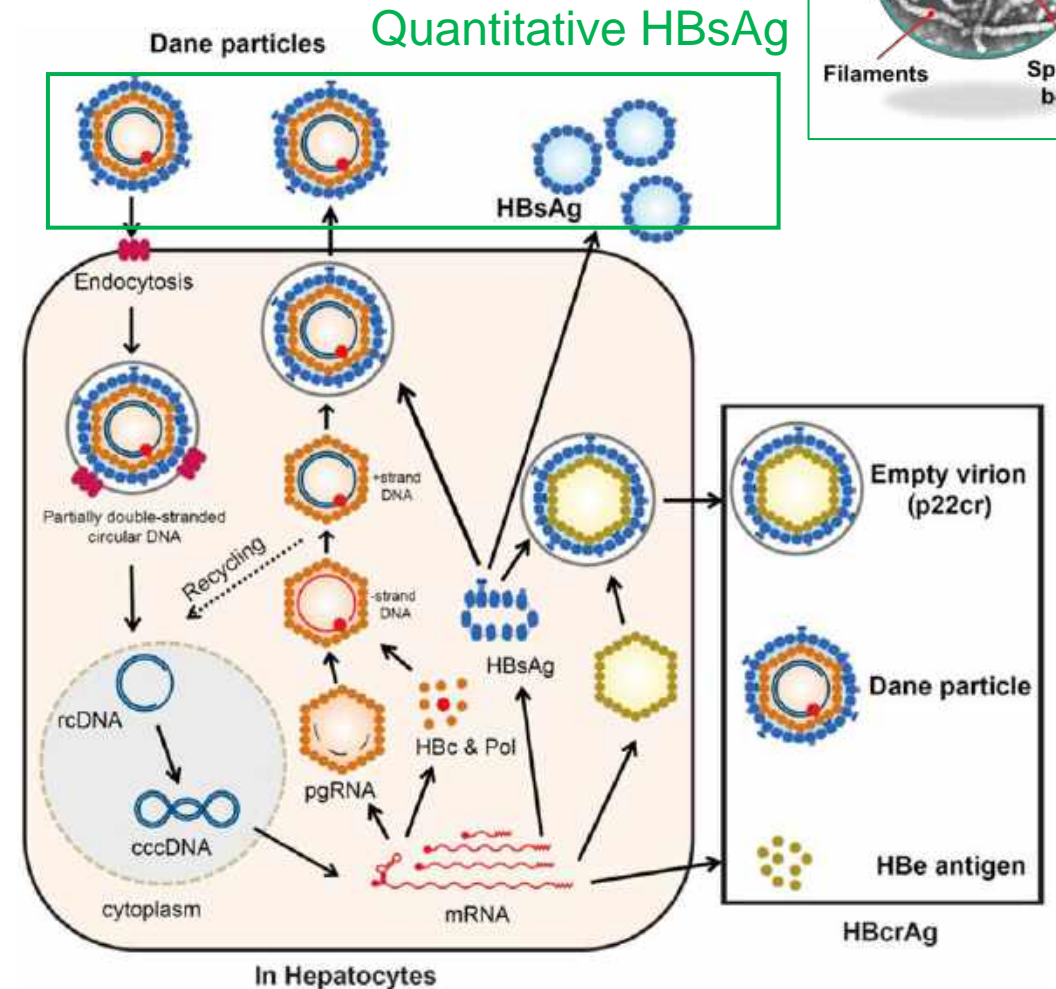 Quantitative HBsAg
Dane particles
Filaments
Sp
b
HBsAg
Endocytosis
Partially double-stranded
circular DNA
+strand
DNA
Recycling
-strand
DNA
HBsAg
rcDNA
HBc & Pol
pgRNA
cccDNA
mRNA
cytoplasm
In Hepatocytes
Empty virion
(p22cr)
Dane particle
HBe antigen
HBcrAg